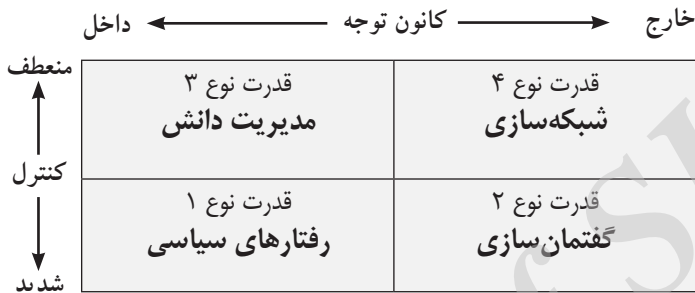 خارج کانون توجه داخل
منعطف
قدرت نوع ۴ قدرت نوع ۳
شبکه‌سازی مدیریت دانش
کنترل
قدرت نوع ۲ قدرت نوع ۱
گفتمان‌سازی رفتارهای سیاسی
شدید